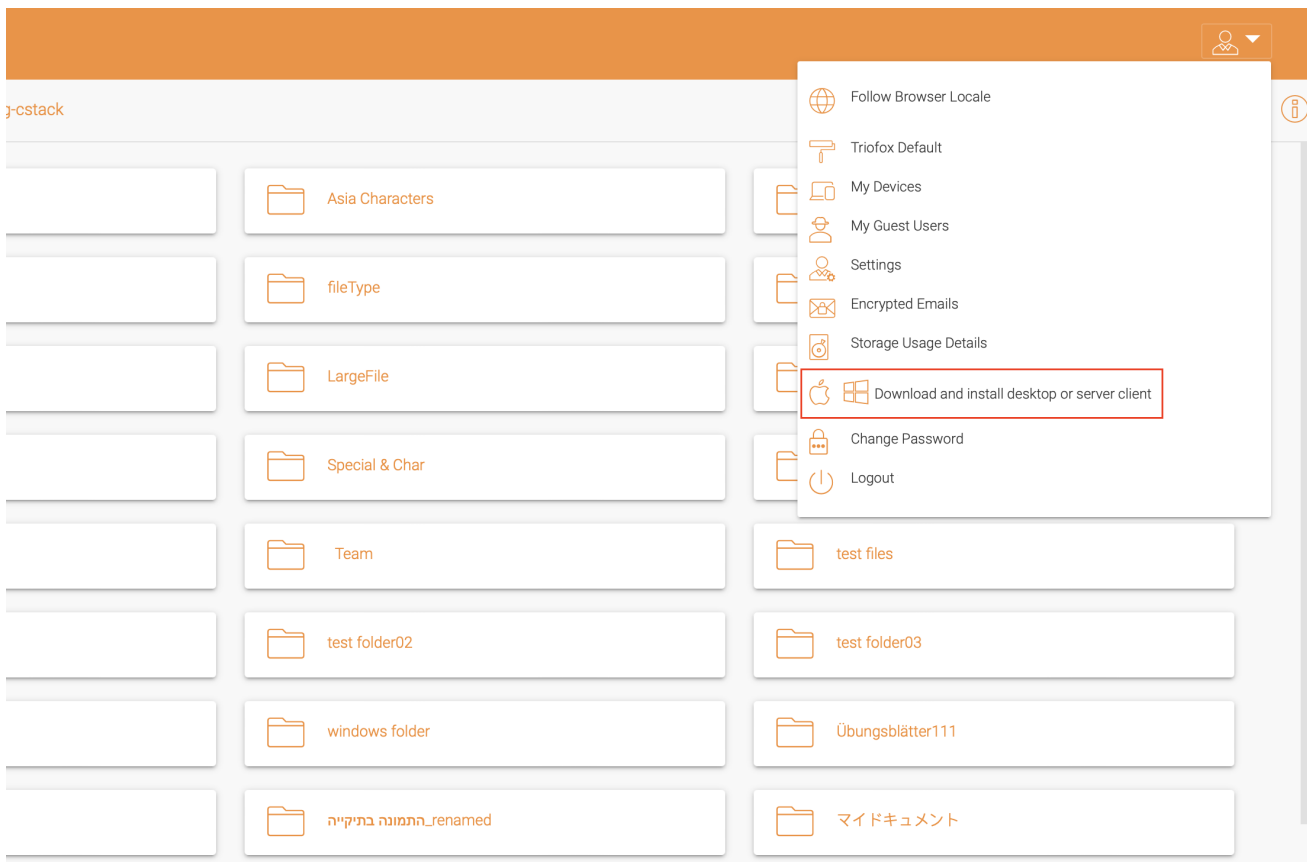 g-cstack
Follow Browser Locale
Triofox Default
My Devices
My Guest Users
Settings
Encrypted Emails
Storage Usage Details
Download and install desktop or server client
Change Password
Logout
Asia Characters
fileType
LargeFile
Special & Char
Team
test files
test folder02
test folder03
windows folder
Übungsblätter111
התמונה בתיקייה_renamed
マイドキュメント